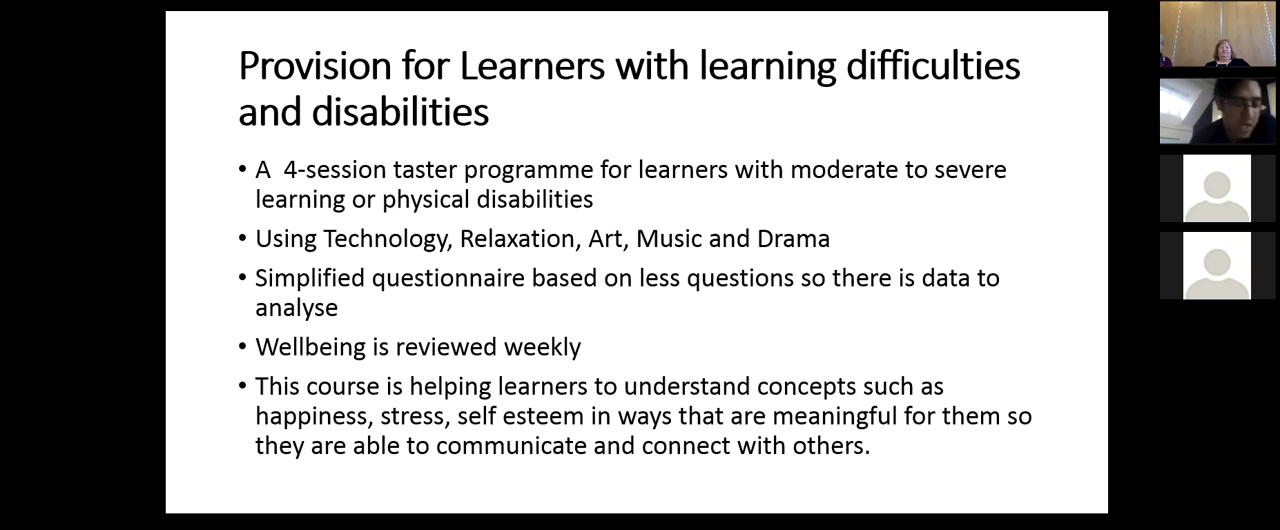 Provision for Learners with learning difficulties
and disabilities
• A  4-session taster programme for learners with moderate to severe
learning or physical disabilities
• Using Technology, Relaxation, Art, Music and Drama
• Simplified questionnaire based on less questions so there is data to
analyse
• Wellbeing is reviewed weekly
• This course is helping learners to understand concepts such as
happiness, stress, self esteem in ways that are meaningful for them so
they are able to communicate and connect with others.